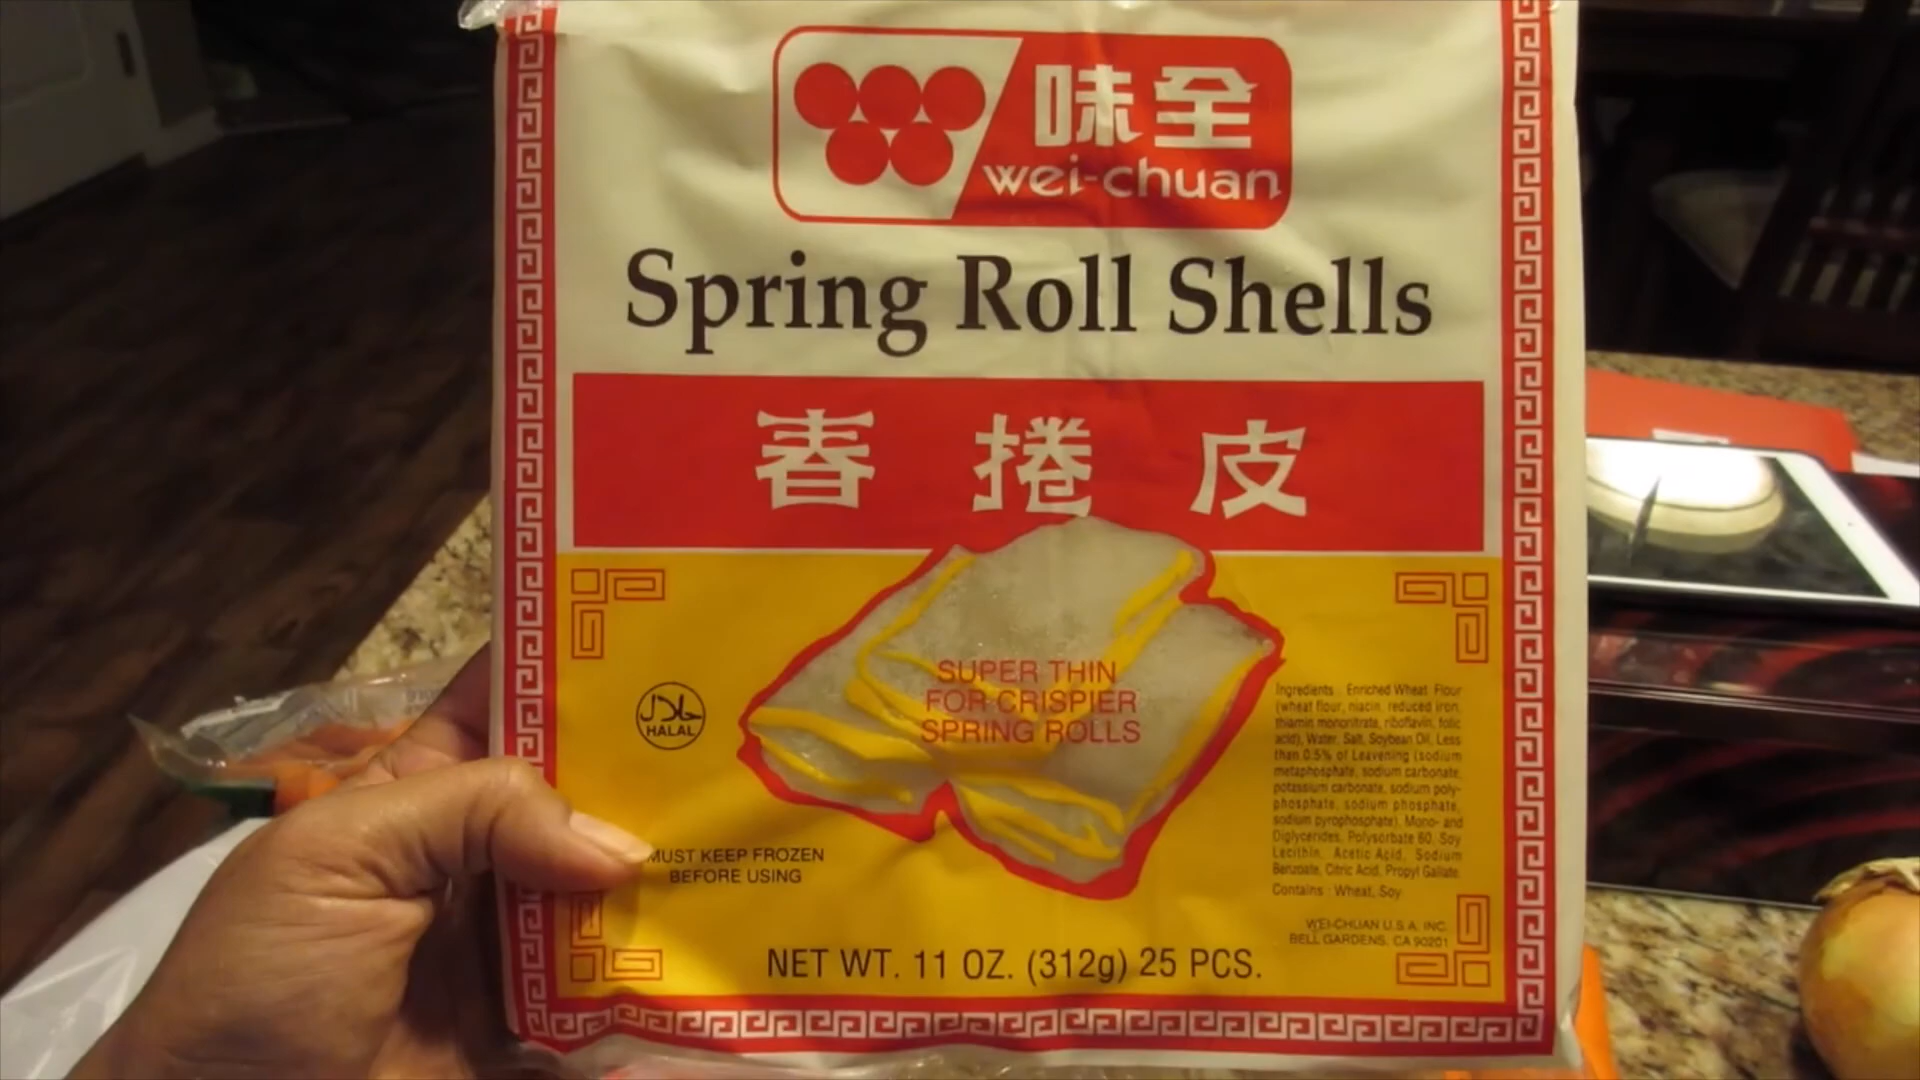 味全
wei-chuan
Spring Roll Shells
春捲皮
SUPER THIN
FOR CRISPIER
SPRING ROLLS
حلال
HALAL
Ingredients : Enriched Wheat Flour
(wheat flour, niacin, reduced iron,
thiamin mononitrate, riboflavin, folic
acid), Water, Salt, Soybean Oil, Less
than 0.5% of Leavening (sodium
metaphosphate, sodium carbonate,
potassium carbonate, sodium poly-
phosphate, sodium phosphate,
sodium pyrophosphate), Mono- and
Diglycerides, Polysorbate 60, Soy
Lecithin, Acetic Acid, Sodium
Benzoate, Citric Acid, Propyl Gallate.
Contains : Wheat, Soy
MUST KEEP FROZEN
BEFORE USING
WEI-CHUAN U.S.A. INC.
BELL GARDENS, CA 90201
NET WT. 11 OZ. (312g) 25 PCS.